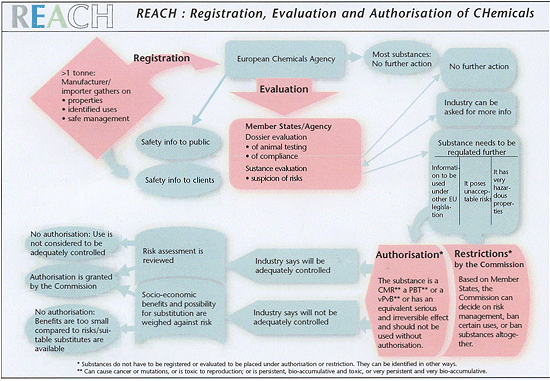 REACH
REACH : Registration, Evaluation and Authorisation of CHemicals
>1 tonne:
Manufacturer/
importer gathers on
• properties
• identified uses
• safe management
Registration
European Chemicals Agency
Most substances:
No further action
No further action
Evaluation
Industry can be
asked for more info
Member States/Agency
Dossier evaluation
• of animal testing
• of compliance
Sustance evaluation
• suspicion of risks
Safety info to public
Safety info to clients
Substance needs to be
regulated further
Informati-
on to be
used
under
other EU
legisla-
tion
It poses
unaccep-
table risk
It has
very
hazar-
dous
proper-
ties
No authorisation: Use is
not considered to be
adequately controlled
Authorisation is granted
by the Commission
No authorisation:
Benefits are too small
compared to risks/sui-
table substitutes are
available
Risk assessment is
reviewed
Socio-economic
benefits and possibility
for substitution are
weighed against risk
Industry says will be
adequately controlled
Industry says will not be
adequately controlled
Authorisation*
The substance is a
CMR** a PBT** or a
vPvB** or has an
equivalent serious
and irreversible effect
and should not be
used without
authorisation.
Restrictions*
by the Commission
Based on Member
States, the
Commission can
decide on risk
management, ban
certain uses, or ban
substances altoge-
ther.
* Substances do not have to be registered or evaluated to be placed under authorisation or restriction. They can be identified in other ways.
** Can cause cancer or mutations, or is toxic to reproduction; or is persistent, bio-accumulative and toxic, or very persistent and very bio-accumulative.